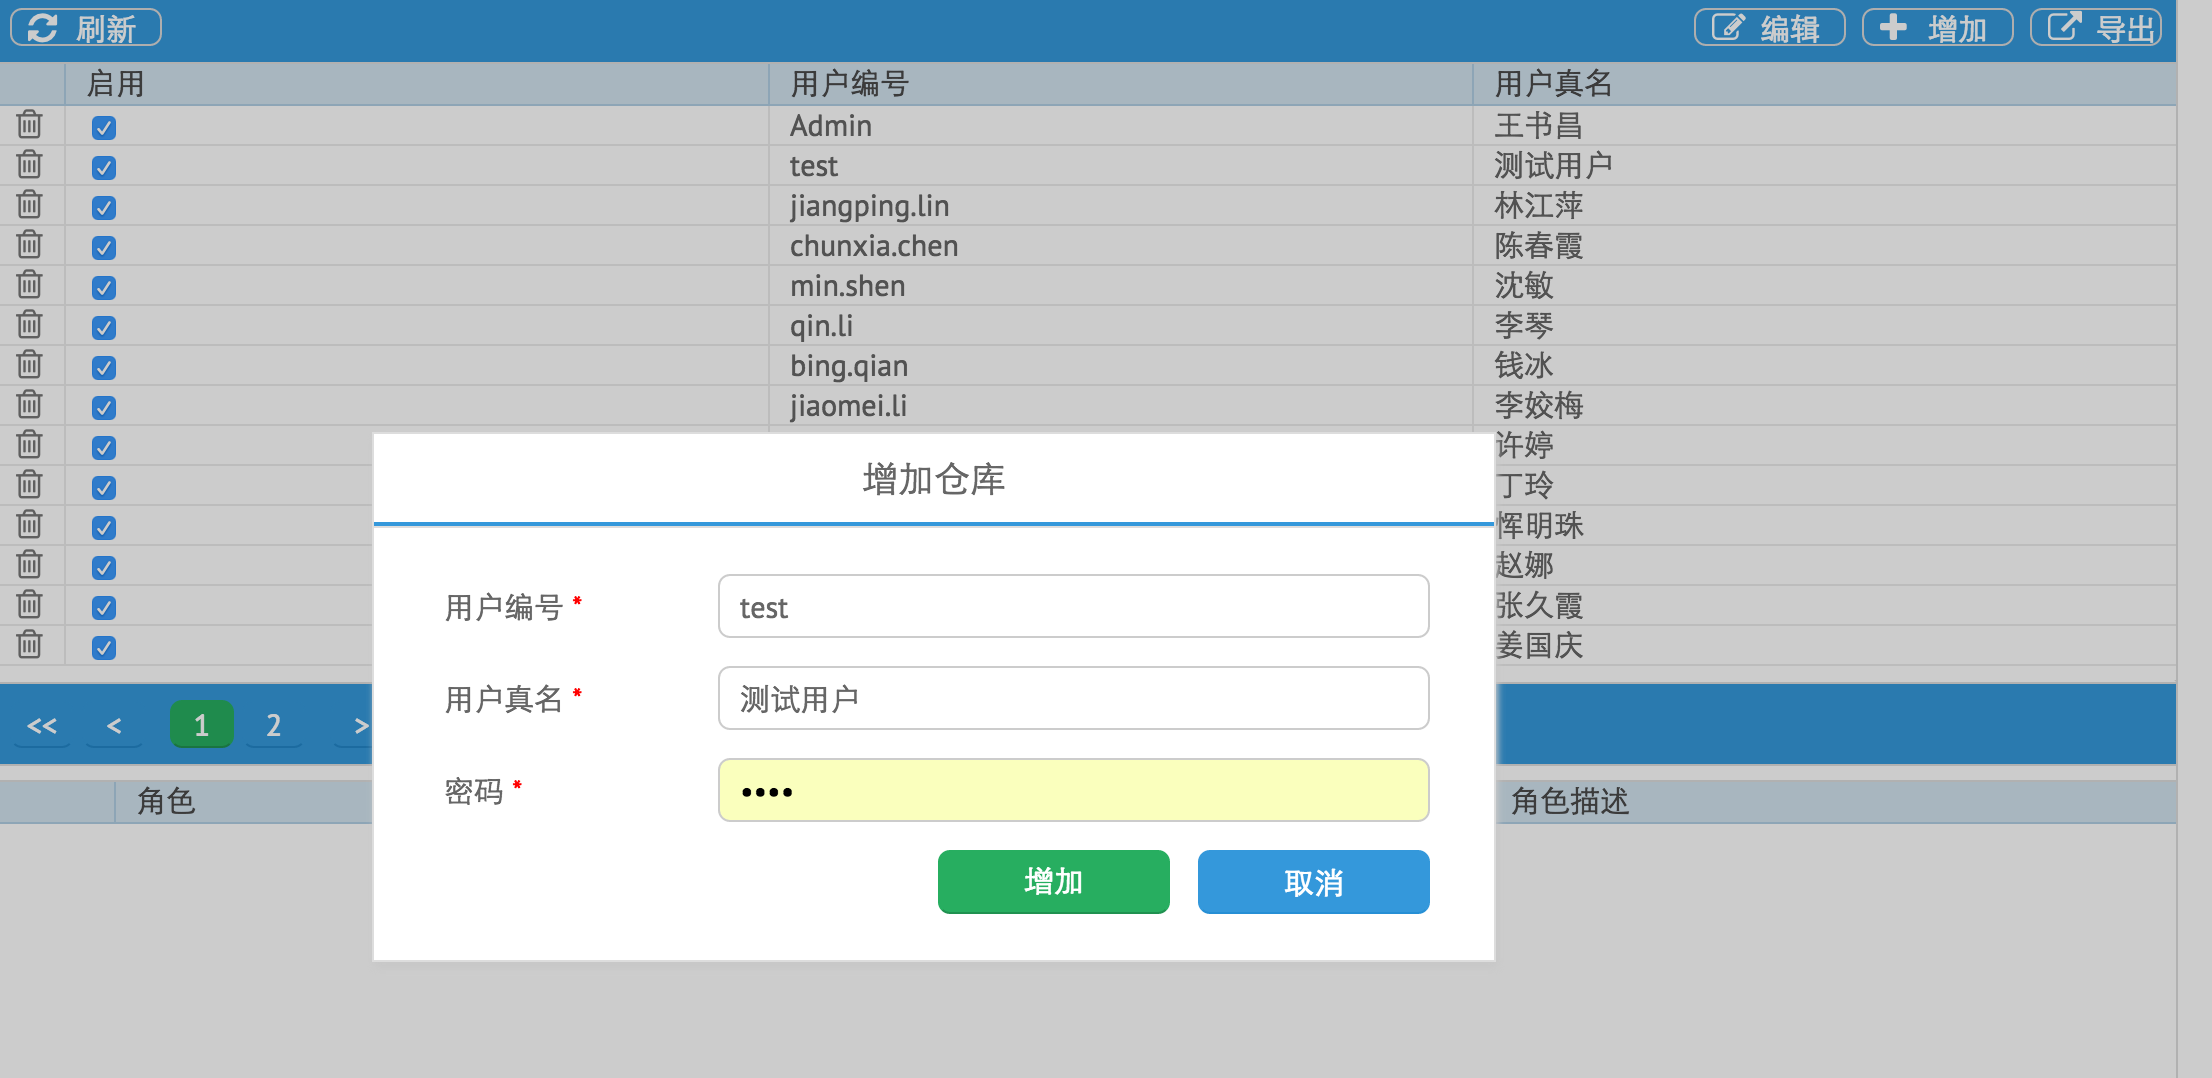 刷新 编辑 增加 导出
启用 用户编号 用户真名
Admin 王书昌
test 测试用户
jiangping.lin 林江萍
chunxia.chen 陈春霞
min.shen 沈敏
qin.li 李琴
bing.qian 钱冰
jiaomei.li 李姣梅
许婷
丁玲
恽明珠
赵娜
张久霞
姜国庆
增加仓库
用户编号 * test
用户真名 * 测试用户
密码 * ••••
增加 取消
<< < 1 2 >
角色 角色描述